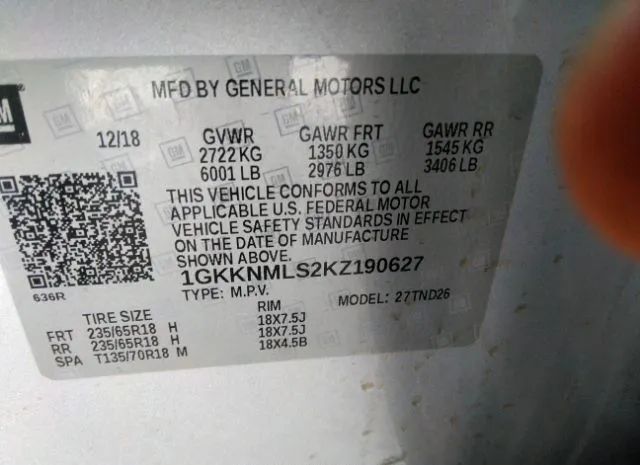 GM
MFD BY GENERAL MOTORS LLC
12/18 GVWR GAWR FRT GAWR RR
2722 KG 1350 KG 1545 KG
6001 LB 2976 LB 3406 LB
THIS VEHICLE CONFORMS TO ALL
APPLICABLE U.S. FEDERAL MOTOR
VEHICLE SAFETY STANDARDS IN EFFECT
ON THE DATE OF MANUFACTURE
SHOWN ABOVE.
1GKKNMLS2KZ190627
636R
TYPE: M.P.V. MODEL: 27TND26
TIRE SIZE RIM
FRT 235/65R18 H 18X7.5J
RR 235/65R18 H 18X7.5J
SPA T135/70R18 M 18X4.5B